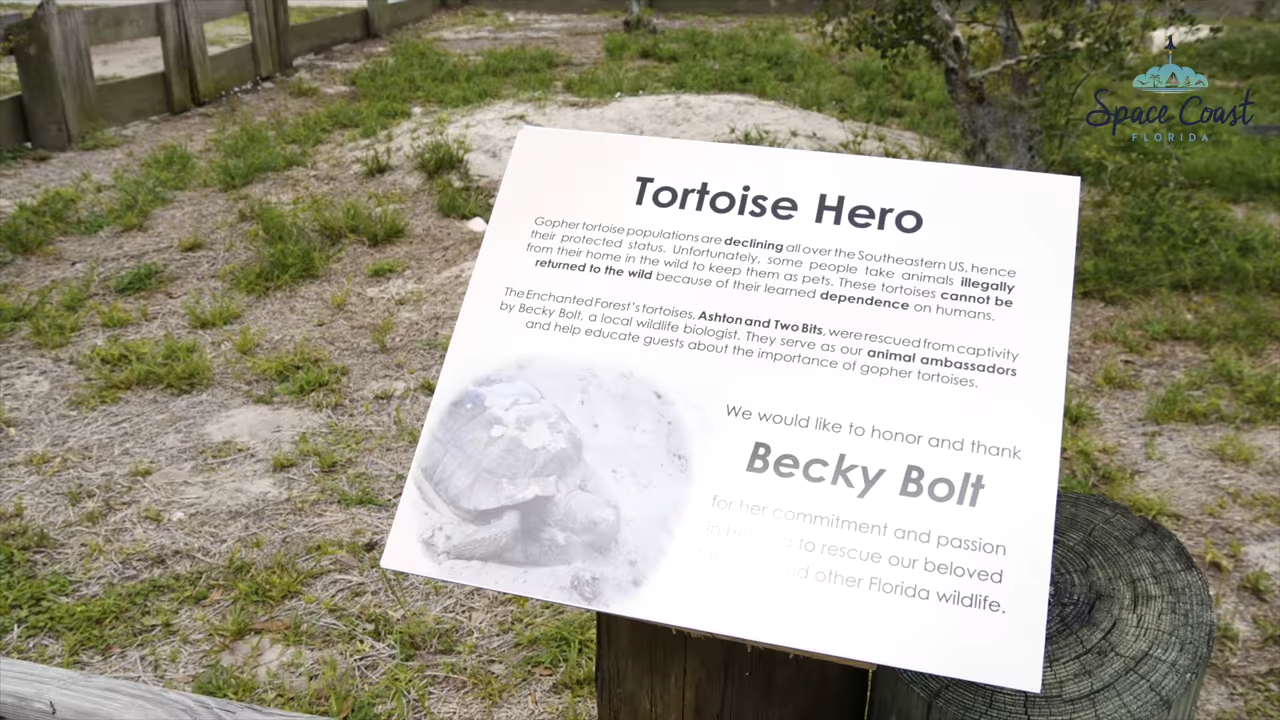 Space Coast
FLORIDA
Tortoise Hero
Gopher tortoise populations are declining all over the Southeastern US, hence
their protected status. Unfortunately, some people take animals illegally
from their home in the wild to keep them as pets. These tortoises cannot be
returned to the wild because of their learned dependence on humans.
The Enchanted Forest's tortoises, Ashton and Two Bits, were rescued from captivity
by Becky Bolt, a local wildlife biologist. They serve as our animal ambassadors
and help educate guests about the importance of gopher tortoises.
We would like to honor and thank
Becky Bolt
for her commitment and passion
in to rescue our beloved
and other Florida wildlife.